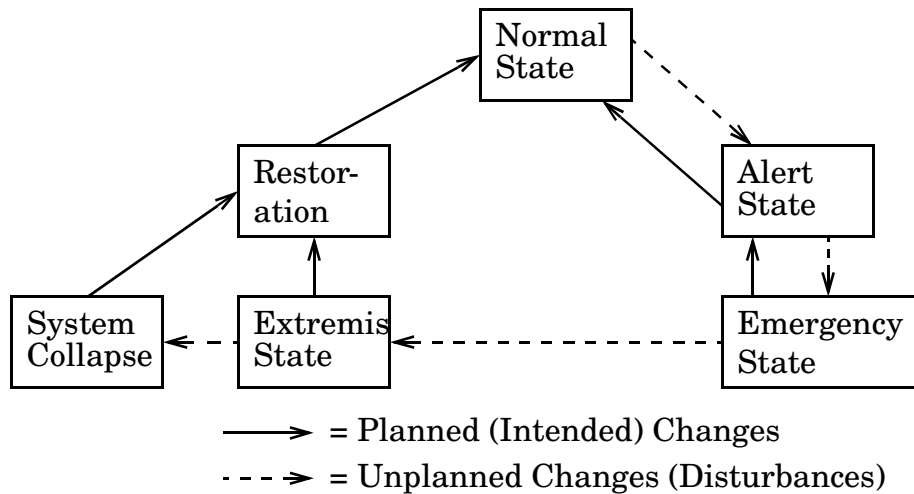 Normal
State
Restor-
ation
Alert
State
System
Collapse
Extremis
State
Emergency
State
= Planned (Intended) Changes
= Unplanned Changes (Disturbances)